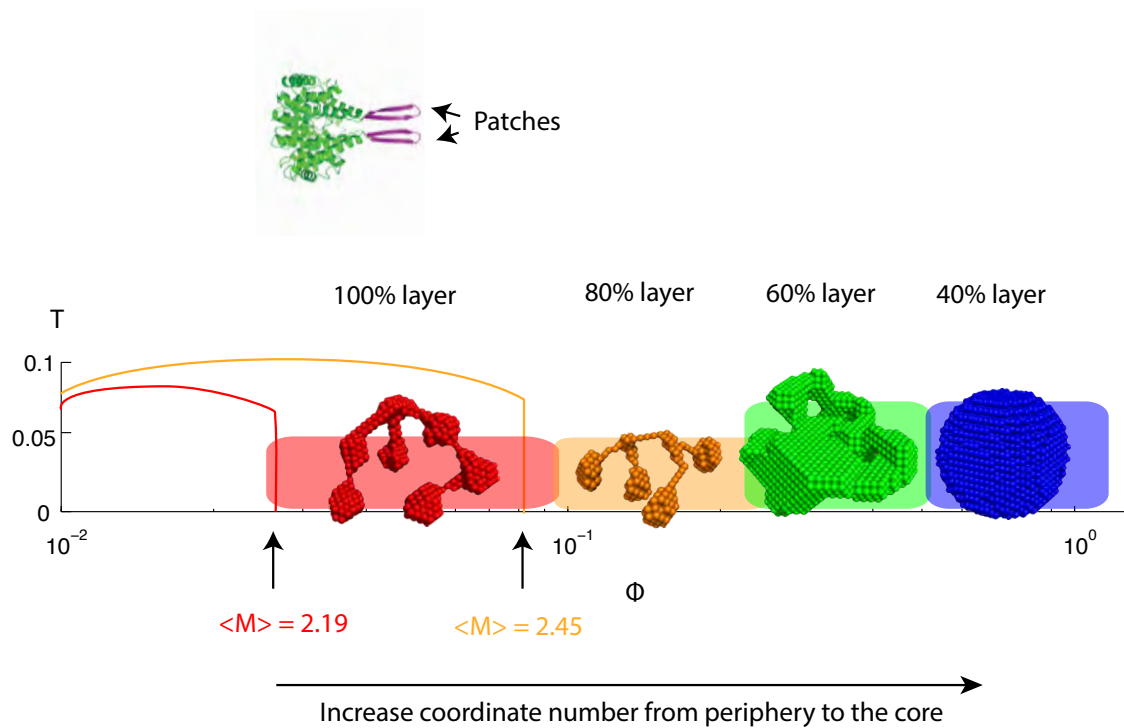 Patches
100% layer
80% layer
60% layer
40% layer
T
0.1
0.05
0
10⁻²
10⁻¹
10⁰
Φ
<M> = 2.19
<M> = 2.45
Increase coordinate number from periphery to the core